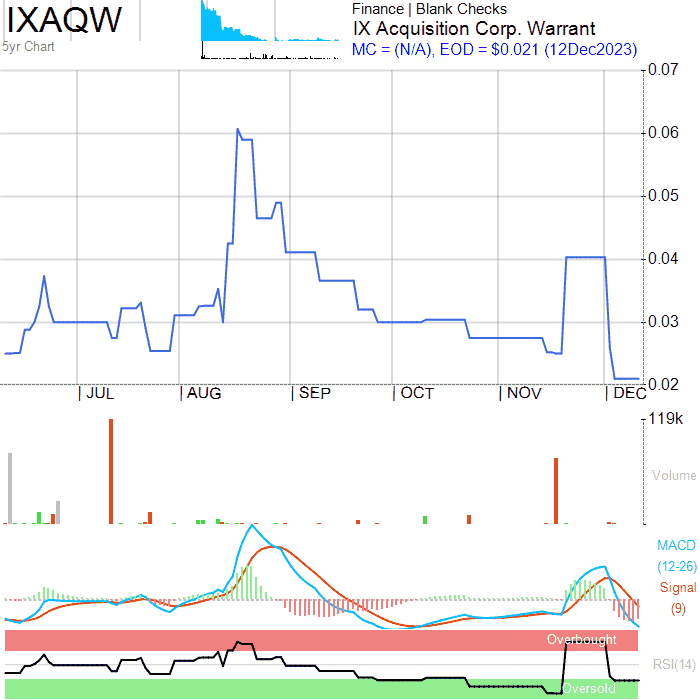 IXAQW
5yr Chart
Finance | Blank Checks
IX Acquisition Corp. Warrant
MC = (N/A), EOD = $0.021 (12Dec2023)
0.07
0.06
0.05
0.04
0.03
0.02
JUL AUG SEP OCT NOV DEC
119k
Volume
MACD
(12-26)
Signal
(9)
Overbought
RSI(14)
Oversold